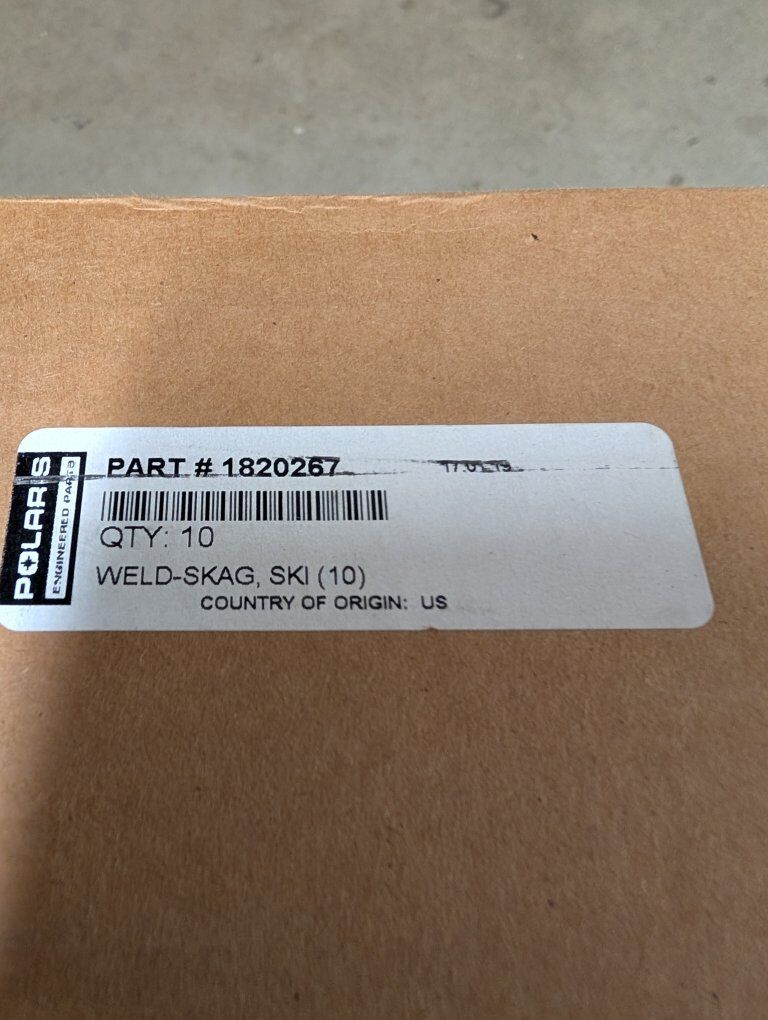 POLARIS
ENGINEERED PARTS
PART # 1820267
QTY: 10
WELD-SKAG, SKI (10)
COUNTRY OF ORIGIN: US